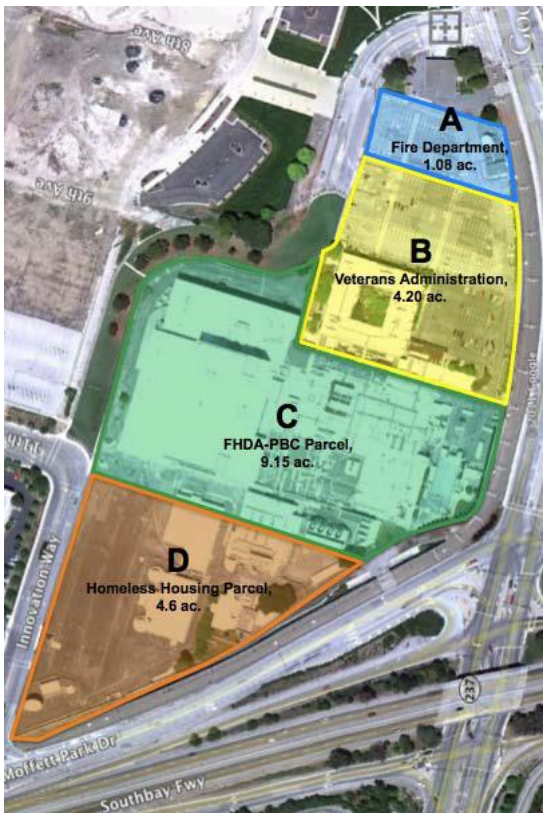 8th Ave
9th Ave
A
Fire Department,
1.08 ac.
B
Veterans Administration,
4.20 ac.
C
FHDA-PBC Parcel,
9.15 ac.
11th
D
Homeless Housing Parcel,
4.6 ac.
Innovation Way
237
Moffett Park Dr
Southbay Fwy